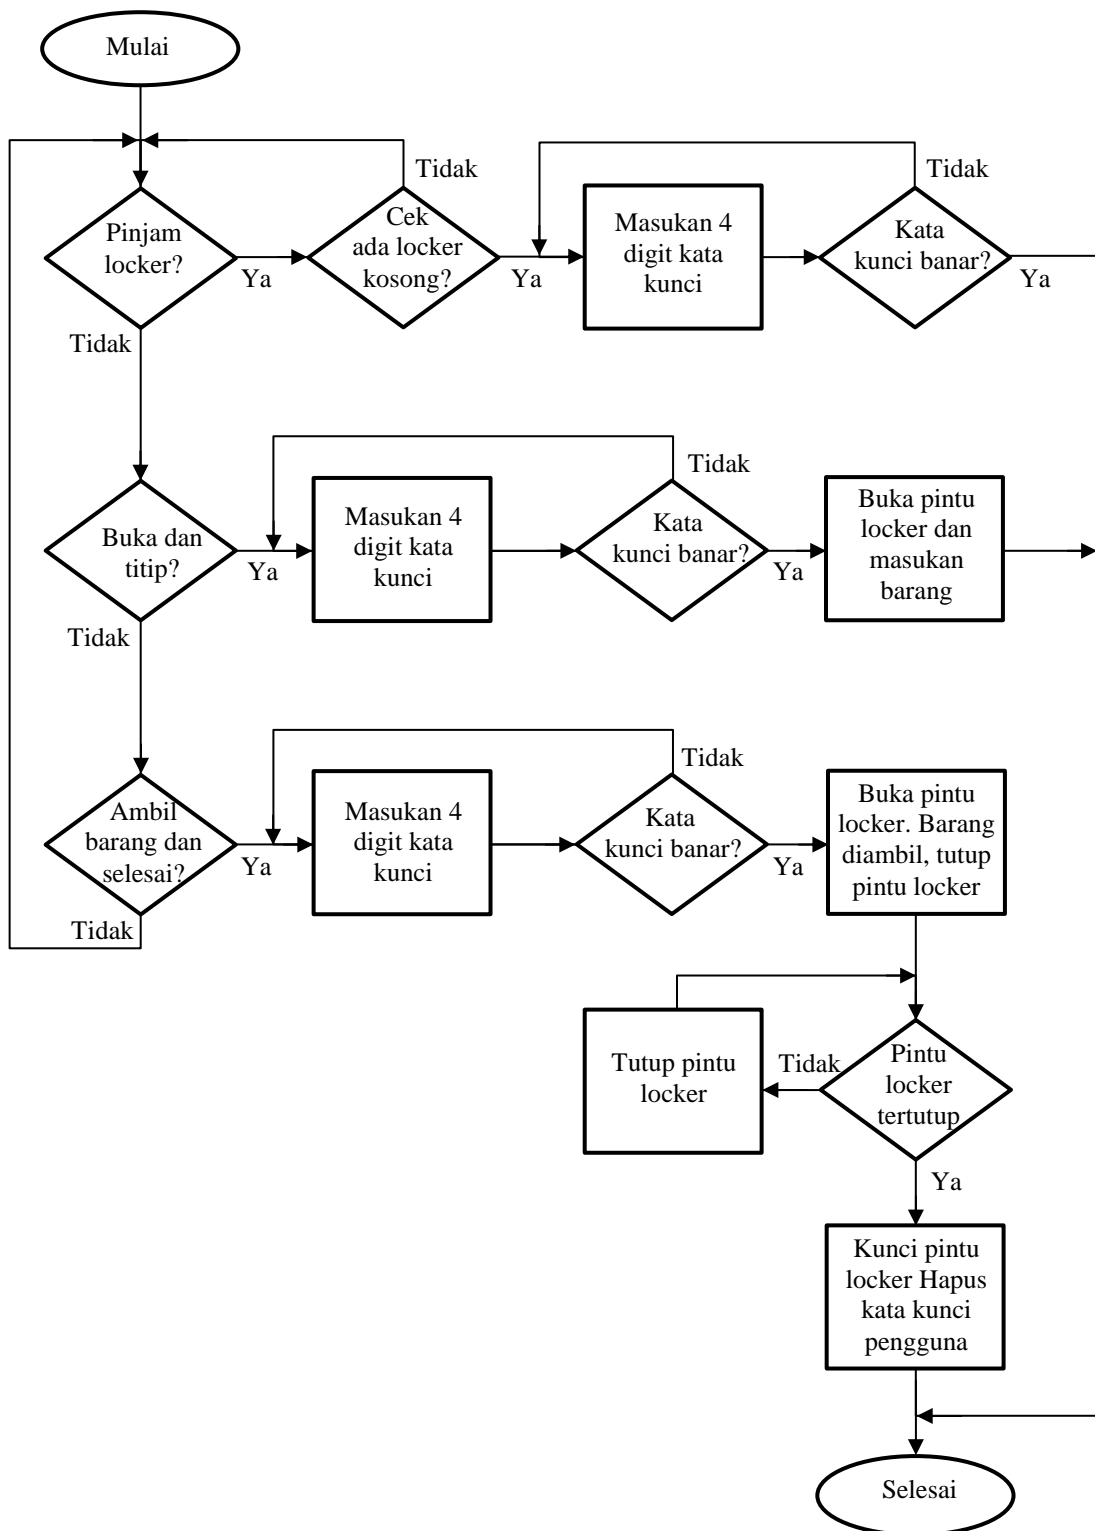 Mulai
Tidak
Tidak
Pinjam
locker?
Ya
Cek
ada locker
kosong?
Ya
Masukan 4
digit kata
kunci
Kata
kunci banar?
Ya
Tidak
Tidak
Buka dan
titip?
Ya
Masukan 4
digit kata
kunci
Kata
kunci banar?
Ya
Buka pintu
locker dan
masukan
barang
Tidak
Tidak
Ambil
barang dan
selesai?
Ya
Masukan 4
digit kata
kunci
Kata
kunci banar?
Ya
Buka pintu
locker. Barang
diambil, tutup
pintu locker
Tidak
Tutup pintu
locker
Tidak
Pintu
locker
tertutup
Ya
Kunci pintu
locker Hapus
kata kunci
pengguna
Selesai